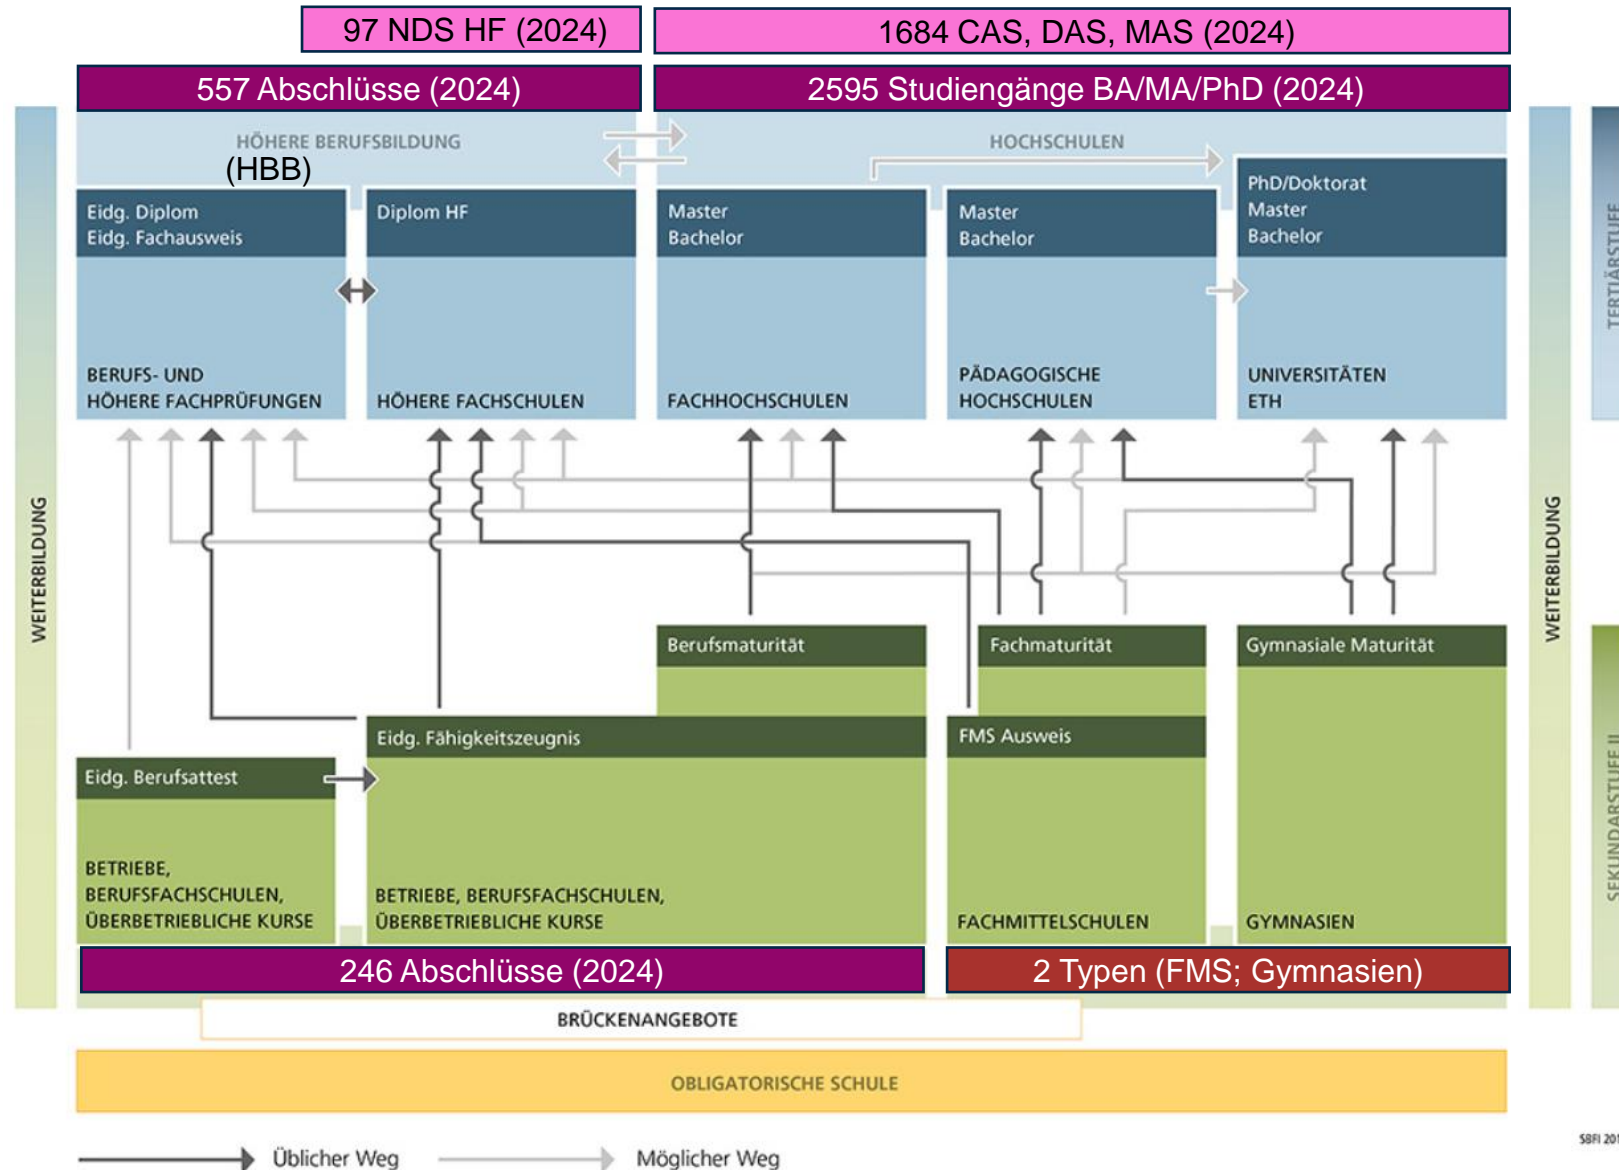 97 NDS HF (2024)
1684 CAS, DAS, MAS (2024)
557 Abschlüsse (2024)
2595 Studiengänge BA/MA/PhD (2024)
HÖHERE BERUFSBILDUNG
(HBB)
HOCHSCHULEN
Eidg. Diplom
Eidg. Fachausweis
Diplom HF
Master
Bachelor
Master
Bachelor
PhD/Doktorat
Master
Bachelor
BERUFS- UND
HÖHERE FACHPRÜFUNGEN
HÖHERE FACHSCHULEN
FACHHOCHSCHULEN
PÄDAGOGISCHE
HOCHSCHULEN
UNIVERSITÄTEN
ETH
TERTIÄRSTUFE
WEITERBILDUNG
WEITERBILDUNG
Berufsmaturität
Fachmaturität
Gymnasiale Maturität
Eidg. Fähigkeitszeugnis
FMS Ausweis
Eidg. Berufsattest
BETRIEBE,
BERUFSFACHSCHULEN,
ÜBERBETRIEBLICHE KURSE
BETRIEBE, BERUFSFACHSCHULEN,
ÜBERBETRIEBLICHE KURSE
FACHMITTELSCHULEN
GYMNASIEN
SEKUNDARSTUFE II
246 Abschlüsse (2024)
2 Typen (FMS; Gymnasien)
BRÜCKENANGEBOTE
OBLIGATORISCHE SCHULE
Üblicher Weg
Möglicher Weg
SBFI